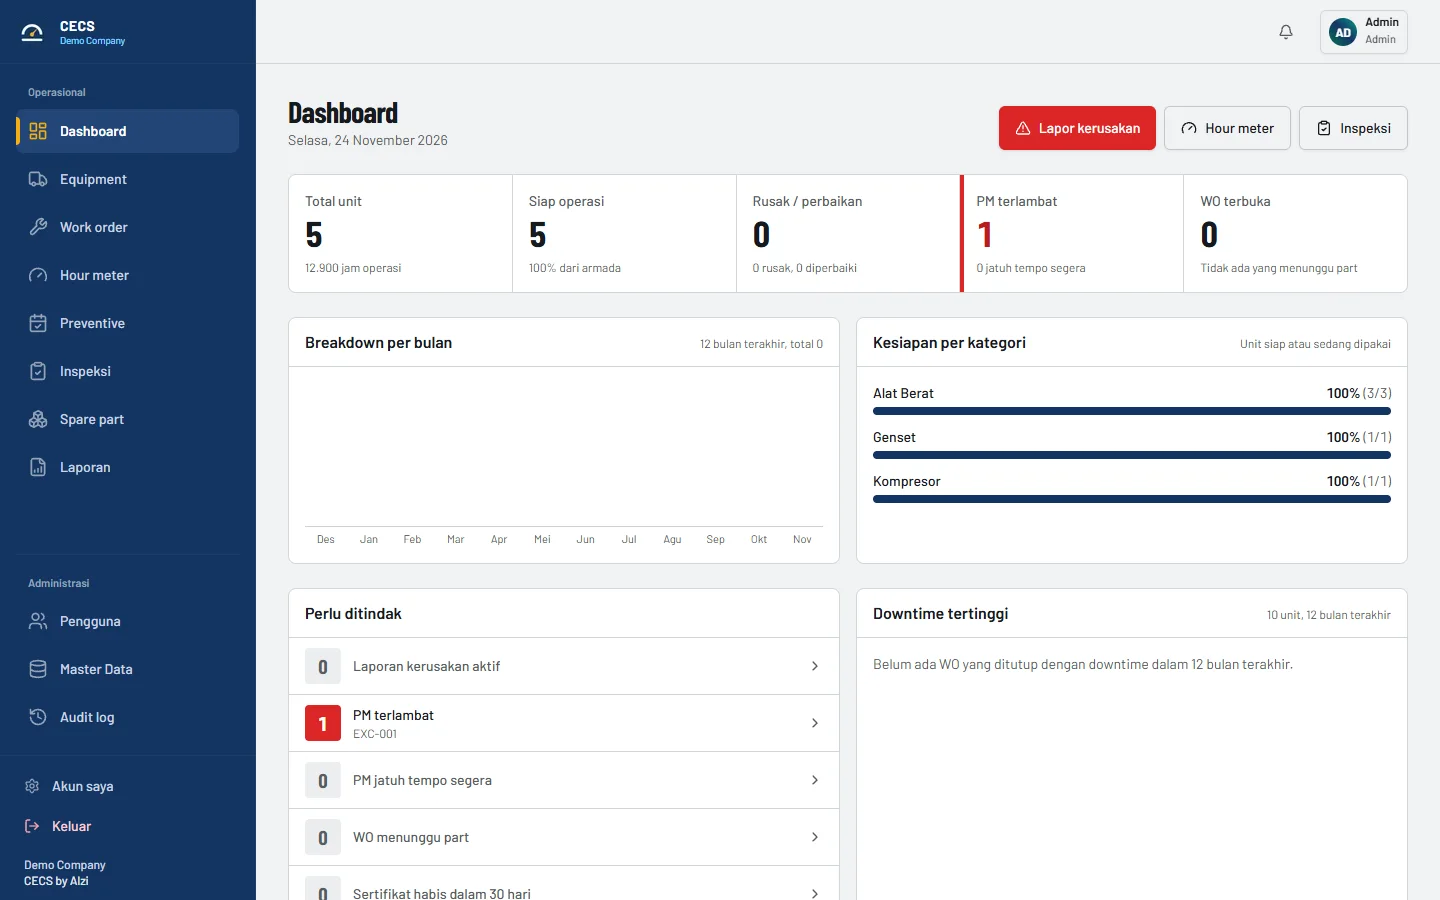 CECS
Demo Company
Operasional
Dashboard
Equipment
Work order
Hour meter
Preventive
Inspeksi
Spare part
Laporan
Administrasi
Pengguna
Master Data
Audit log
Akun saya
Keluar
Demo Company
CECS by Alzi
AD
Admin
Admin
Dashboard
Selasa, 24 November 2026
Lapor kerusakan
Hour meter
Inspeksi
Total unit
5
12.900 jam operasi
Siap operasi
5
100% dari armada
Rusak / perbaikan
0
0 rusak, 0 diperbaiki
PM terlambat
1
0 jatuh tempo segera
WO terbuka
0
Tidak ada yang menunggu part
Breakdown per bulan
12 bulan terakhir, total 0
Des Jan Feb Mar Apr Mei Jun Jul Agu Sep Okt Nov
Kesiapan per kategori
Unit siap atau sedang dipakai
Alat Berat 100% (3/3)
Genset 100% (1/1)
Kompresor 100% (1/1)
Perlu ditindak
0 Laporan kerusakan aktif
1 PM terlambat
EXC-001
0 PM jatuh tempo segera
0 WO menunggu part
0 Sertifikat habis dalam 30 hari
Downtime tertinggi
10 unit, 12 bulan terakhir
Belum ada WO yang ditutup dengan downtime dalam 12 bulan terakhir.